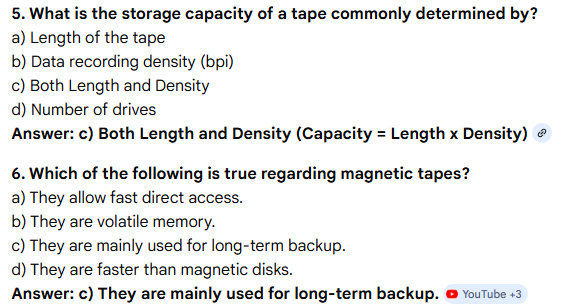 5. What is the storage capacity of a tape commonly determined by?
a) Length of the tape
b) Data recording density (bpi)
c) Both Length and Density
d) Number of drives
Answer: c) Both Length and Density (Capacity = Length x Density)
6. Which of the following is true regarding magnetic tapes?
a) They allow fast direct access.
b) They are volatile memory.
c) They are mainly used for long-term backup.
d) They are faster than magnetic disks.
Answer: c) They are mainly used for long-term backup. YouTube +3